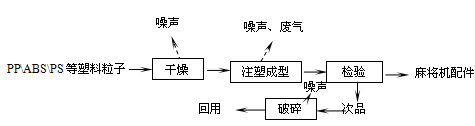 噪声
噪声、废气
PP\ABS\PS 等塑料粒子
干燥
注塑成型
检验
麻将机配件
噪声
回用
破碎
次品